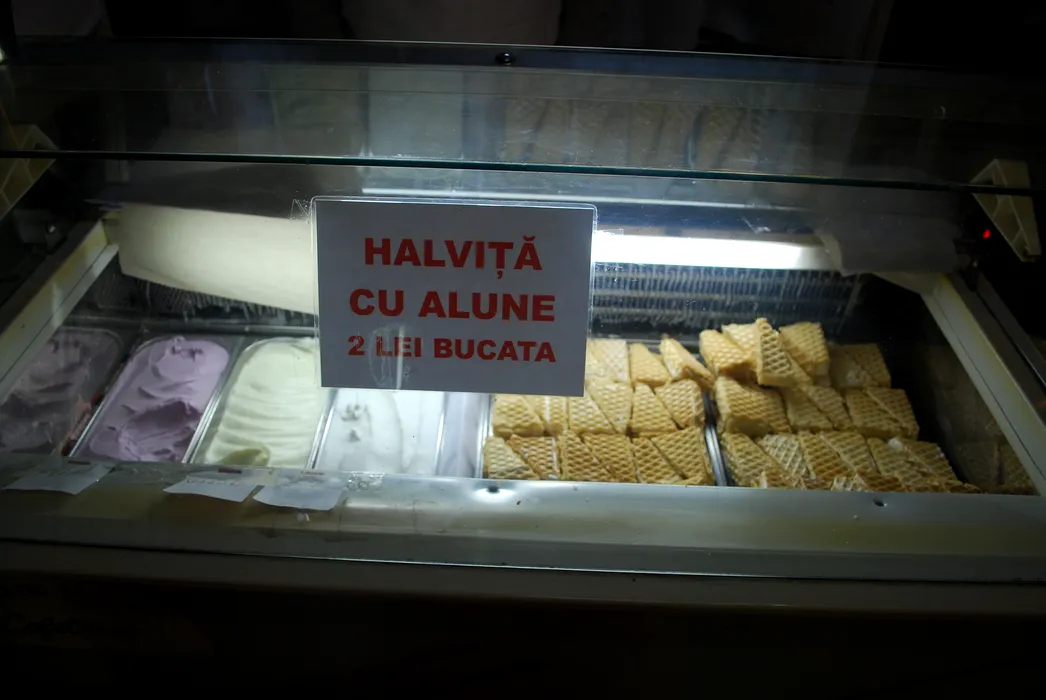 HALVIȚĂ
CU ALUNE
2 LEI BUCATA